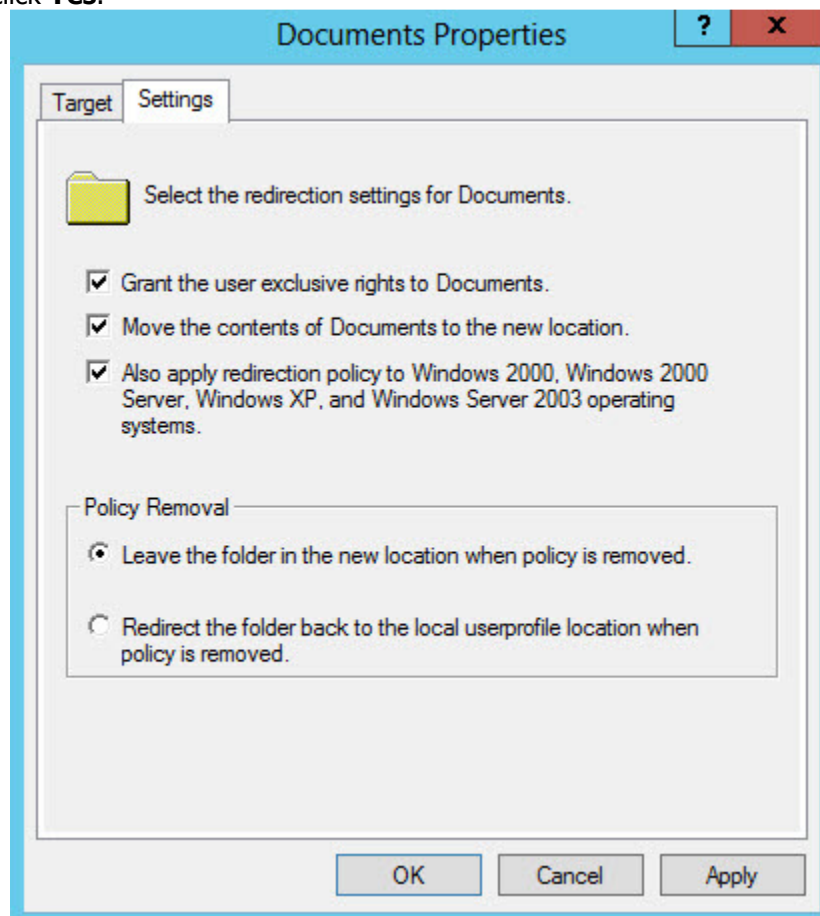 click YES.
Documents Properties
? x
Target Settings
Select the redirection settings for Documents.
Grant the user exclusive rights to Documents.
Move the contents of Documents to the new location.
Also apply redirection policy to Windows 2000, Windows 2000
Server, Windows XP, and Windows Server 2003 operating
systems.
Policy Removal
Leave the folder in the new location when policy is removed.
Redirect the folder back to the local userprofile location when
policy is removed.
OK Cancel Apply